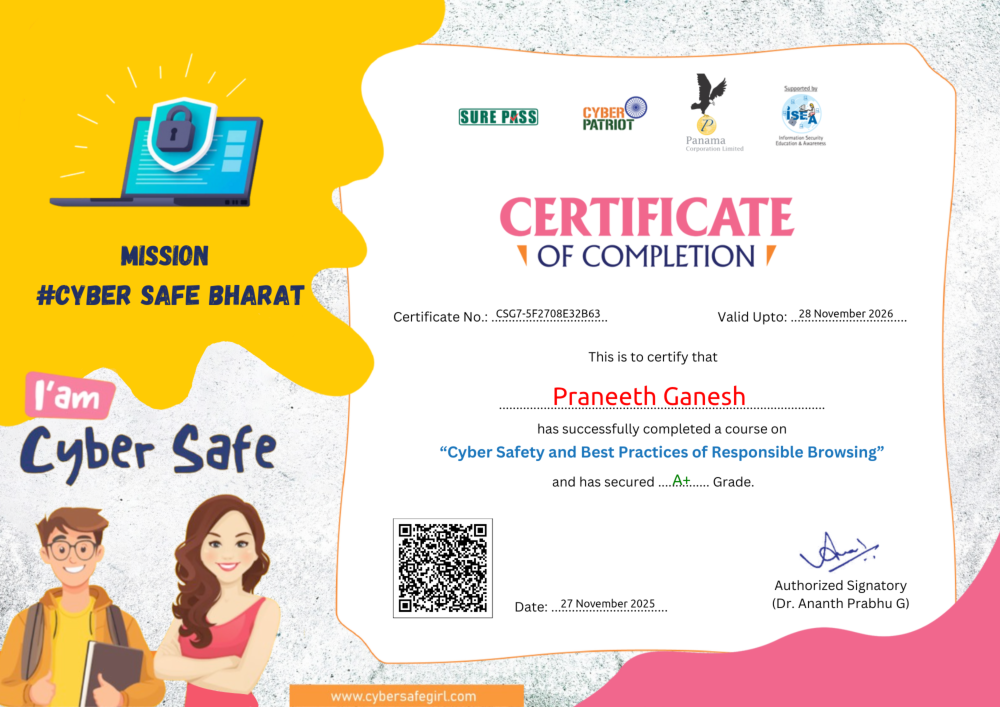 SURE PASS
CYBER
PATRIOT
P
Panama
Corporation Limited
Supported by
ISEA
Information Security
Education & Awareness
MISSION
#CYBER SAFE BHARAT
I'am
Cyber Safe
CERTIFICATE
OF COMPLETION
Certificate No.: CSG7-5F2708E32B63 Valid Upto: 28 November 2026
This is to certify that
Praneeth Ganesh
has successfully completed a course on
“Cyber Safety and Best Practices of Responsible Browsing”
and has secured ....A+...... Grade.
Date: 27 November 2025
Authorized Signatory
(Dr. Ananth Prabhu G)
www.cybersafegirl.com